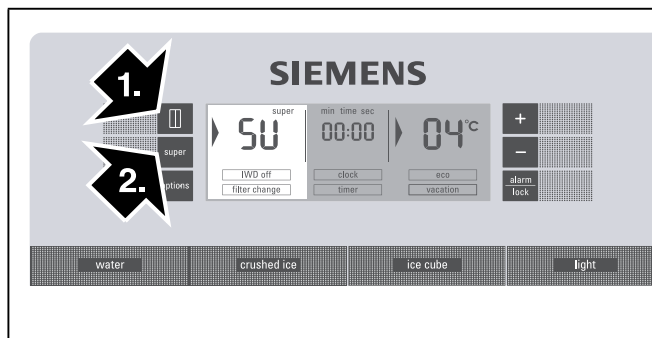 1.
SIEMENS
super
min time sec
SU
00:00
04°C
+
super
−
2.
options
IWD off
clock
eco
filter change
timer
vacation
alarm
lock
water
crushed ice
ice cube
light